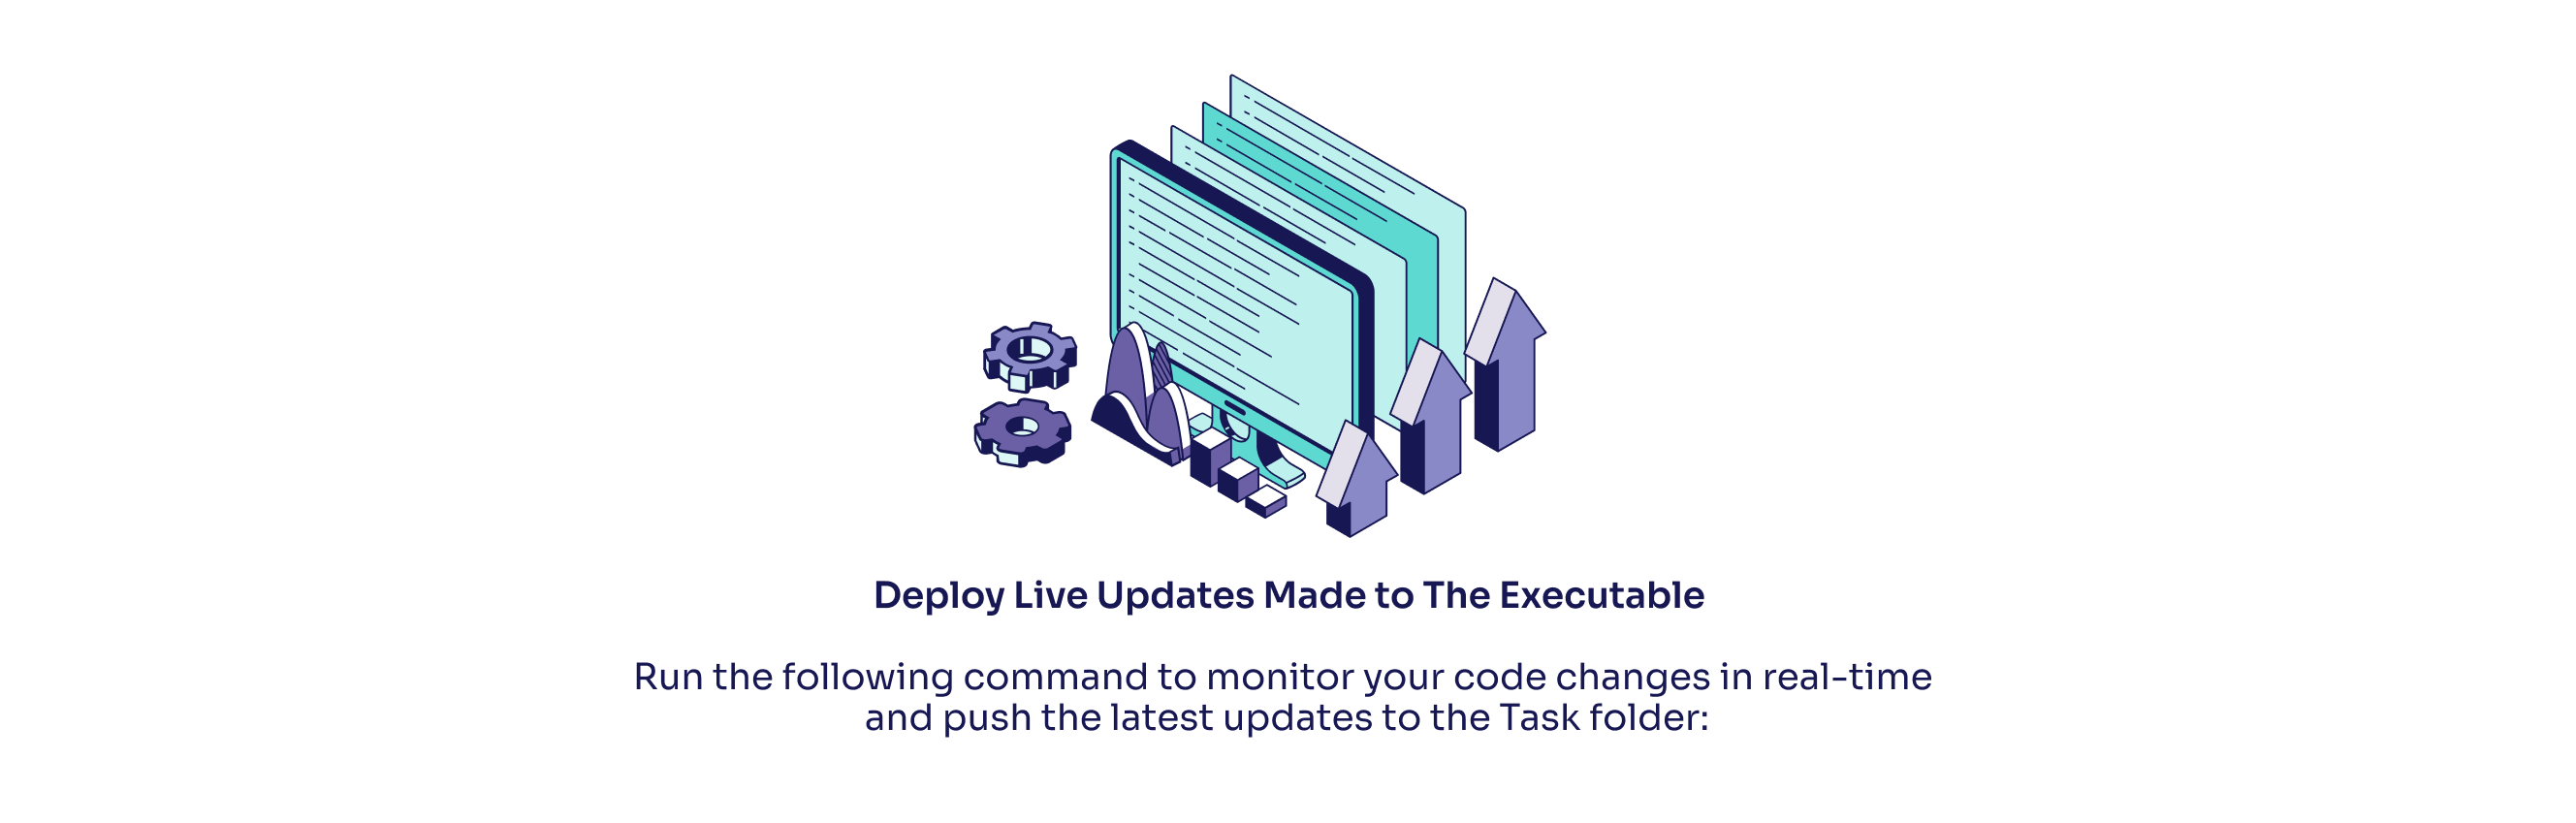 Deploy Live Updates Made to The Executable
Run the following command to monitor your code changes in real-time
and push the latest updates to the Task folder: